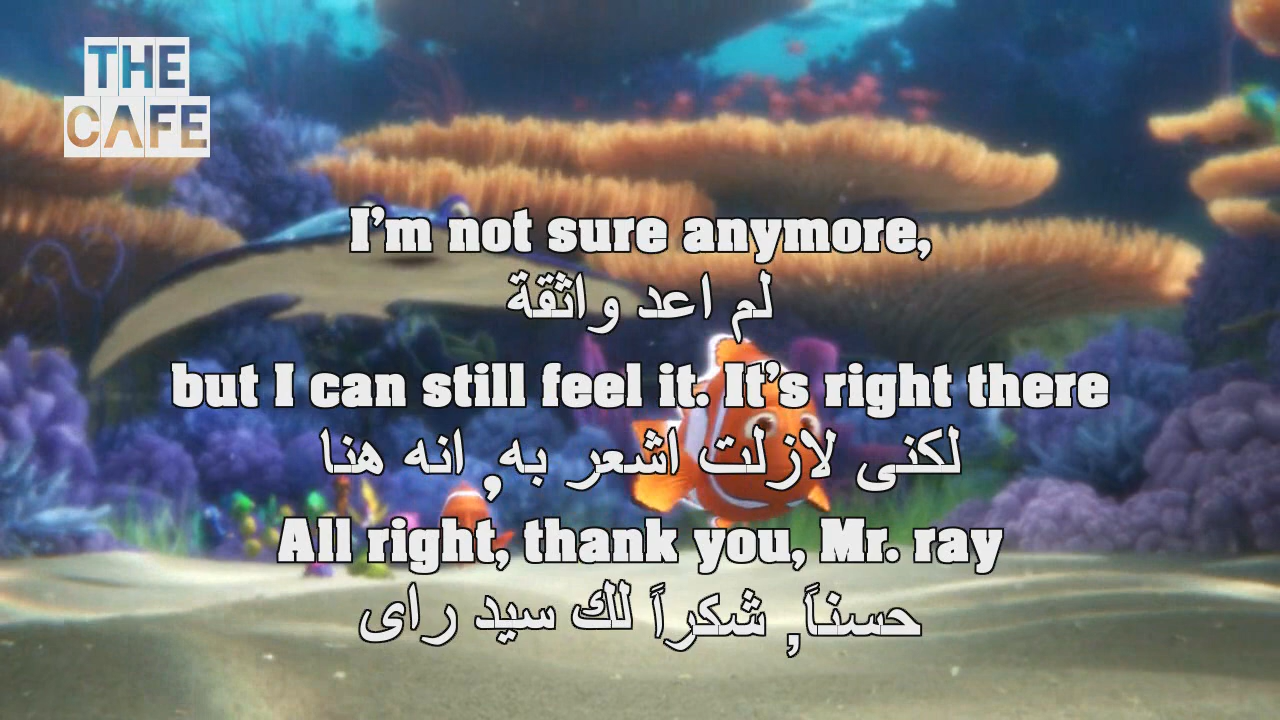 THE
CAFE
I'm not sure anymore,
لم اعد واثقة
but I can still feel it. It's right there
لكنى لازلت اشعر به, انه هنا
All right, thank you, Mr. ray
حسناً, شكراً لك سيد راى